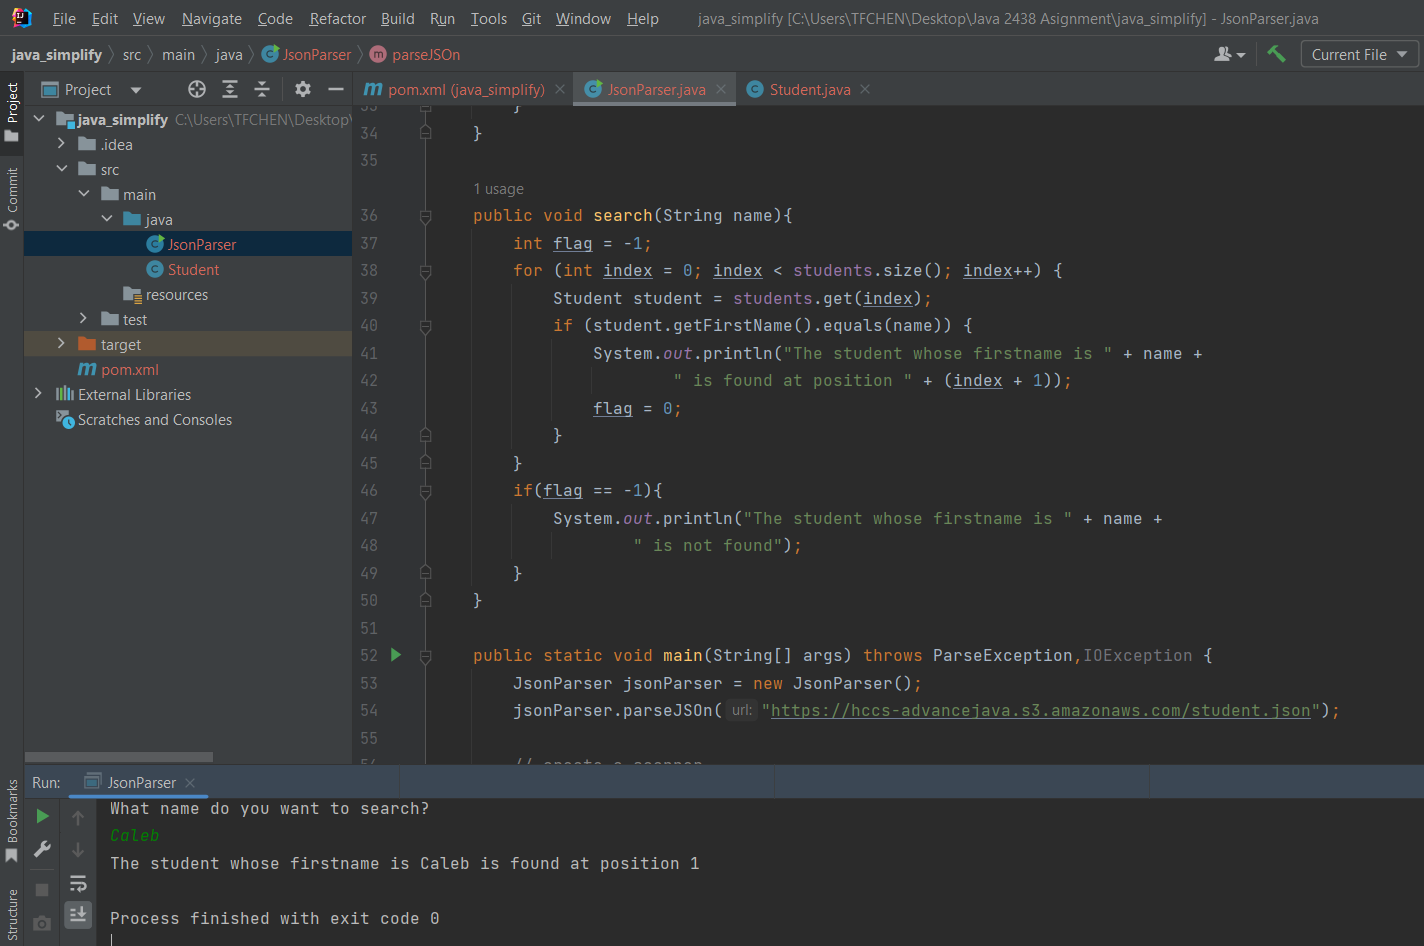 File Edit View Navigate Code Refactor Build Run Tools Git Window Help java_simplify [C:\Users\TFCHEN\Desktop\Java 2438 Asignment\java_simplify] - JsonParser.java
java_simplify src main java JsonParser parseJSOn Current File
Project
pom.xml (java_simplify) JsonParser.java Student.java
Project
java_simplify C:\Users\TFCHEN\Desktop\
.idea
src
main
java
JsonParser
Student
resources
test
target
pom.xml
External Libraries
Scratches and Consoles
Commit
33 }
34 }
35
1 usage
36 public void search(String name){
37 int flag = -1;
38 for (int index = 0; index < students.size(); index++) {
39 Student student = students.get(index);
40 if (student.getFirstName().equals(name)) {
41 System.out.println("The student whose firstname is " + name +
42 " is found at position " + (index + 1));
43 flag = 0;
44 }
45 }
46 if(flag == -1){
47 System.out.println("The student whose firstname is " + name +
48 " is not found");
49 }
50 }
51
52 public static void main(String[] args) throws ParseException,IOException {
53 JsonParser jsonParser = new JsonParser();
54 jsonParser.parseJSOn( url: "https://hccs-advancejava.s3.amazonaws.com/student.json");
55
56 // create a scanner
Run: JsonParser
What name do you want to search?
Caleb
The student whose firstname is Caleb is found at position 1
Process finished with exit code 0
Bookmarks
Structure